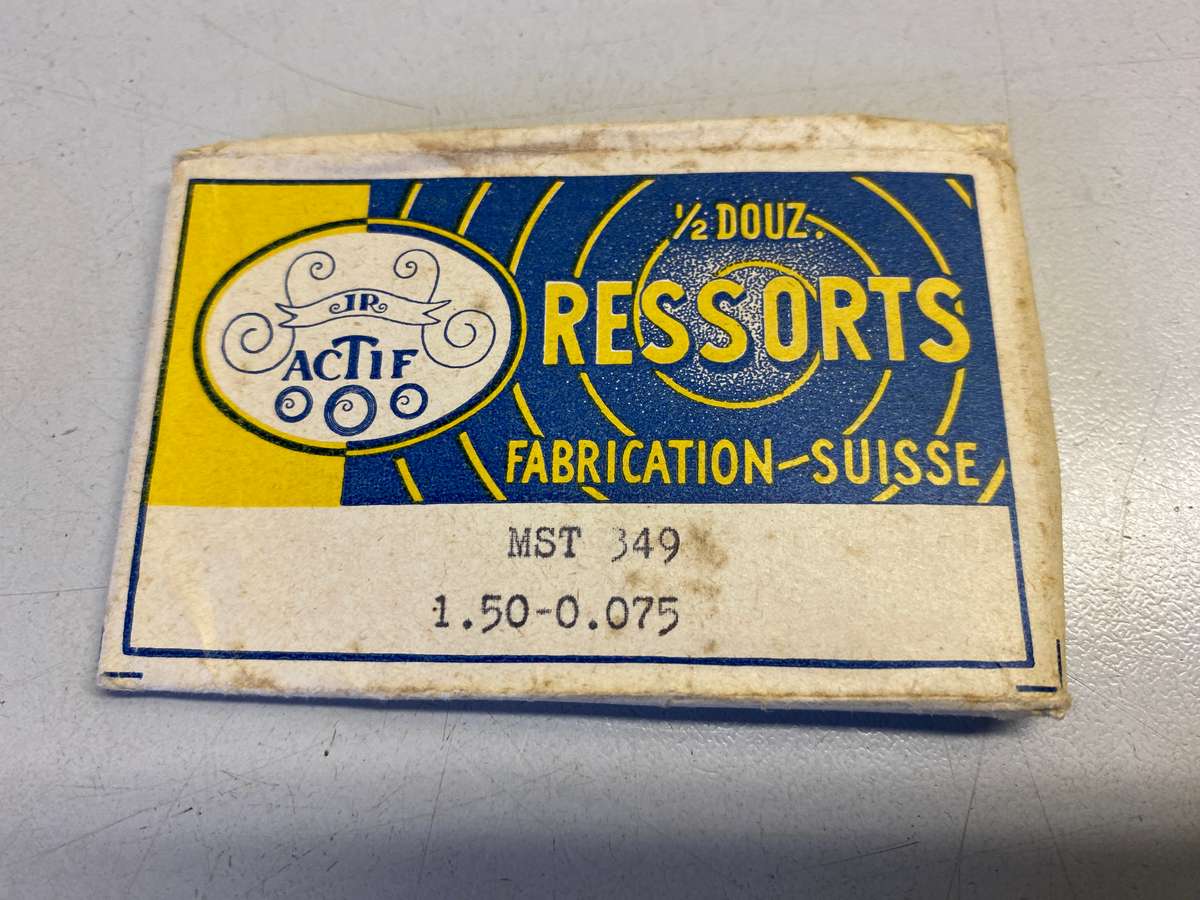 ½ DOUZ.
RESSORTS
FABRICATION-SUISSE
JR
ACTIF
MST 349
1.50-0.075